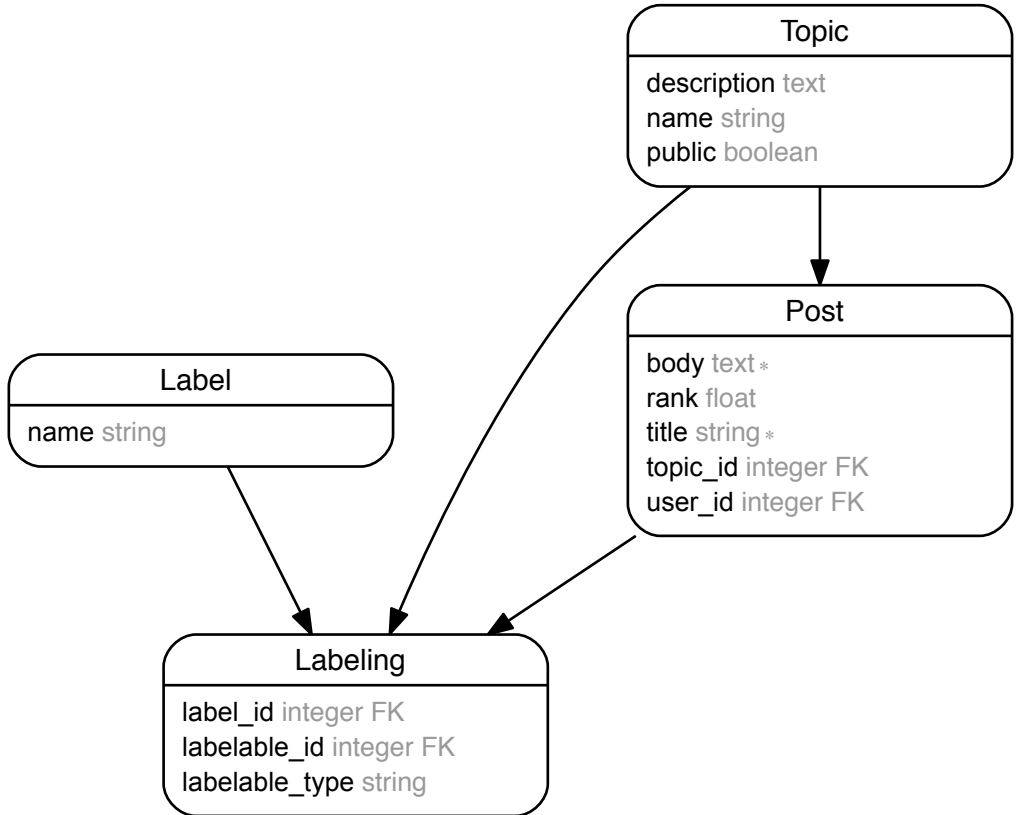 Topic
description text
name string
public boolean
Post
body text *
rank float
title string *
topic_id integer FK
user_id integer FK
Label
name string
Labeling
label_id integer FK
labelable_id integer FK
labelable_type string